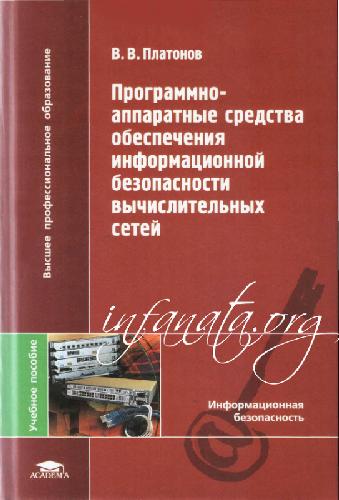 В. В. Платонов
Программно-
аппаратные средства
обеспечения
информационной
безопасности
вычислительных
сетей
Высшее профессиональное образование
infanata.org
Учебное пособие
Информационная
безопасность
ACADEMA